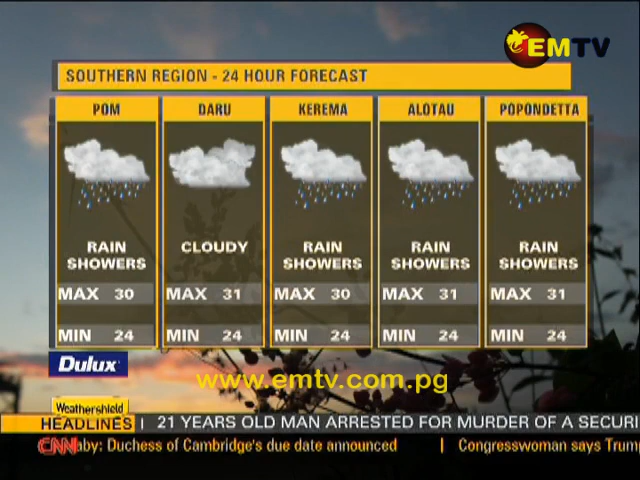 EMTV
SOUTHERN REGION - 24 HOUR FORECAST
POM DARU KEREMA ALOTAU POPONDETTA
RAIN SHOWERS
CLOUDY
RAIN SHOWERS
RAIN SHOWERS
RAIN SHOWERS
MAX 30 MAX 31 MAX 30 MAX 31 MAX 31
MIN 24 MIN 24 MIN 24 MIN 24 MIN 24
Dulux
www.emtv.com.pg
Weathershield
HEADLINES | 21 YEARS OLD MAN ARRESTED FOR MURDER OF A SECURI
CNN aby: Duchess of Cambridge's due date announced | Congresswoman says Trump